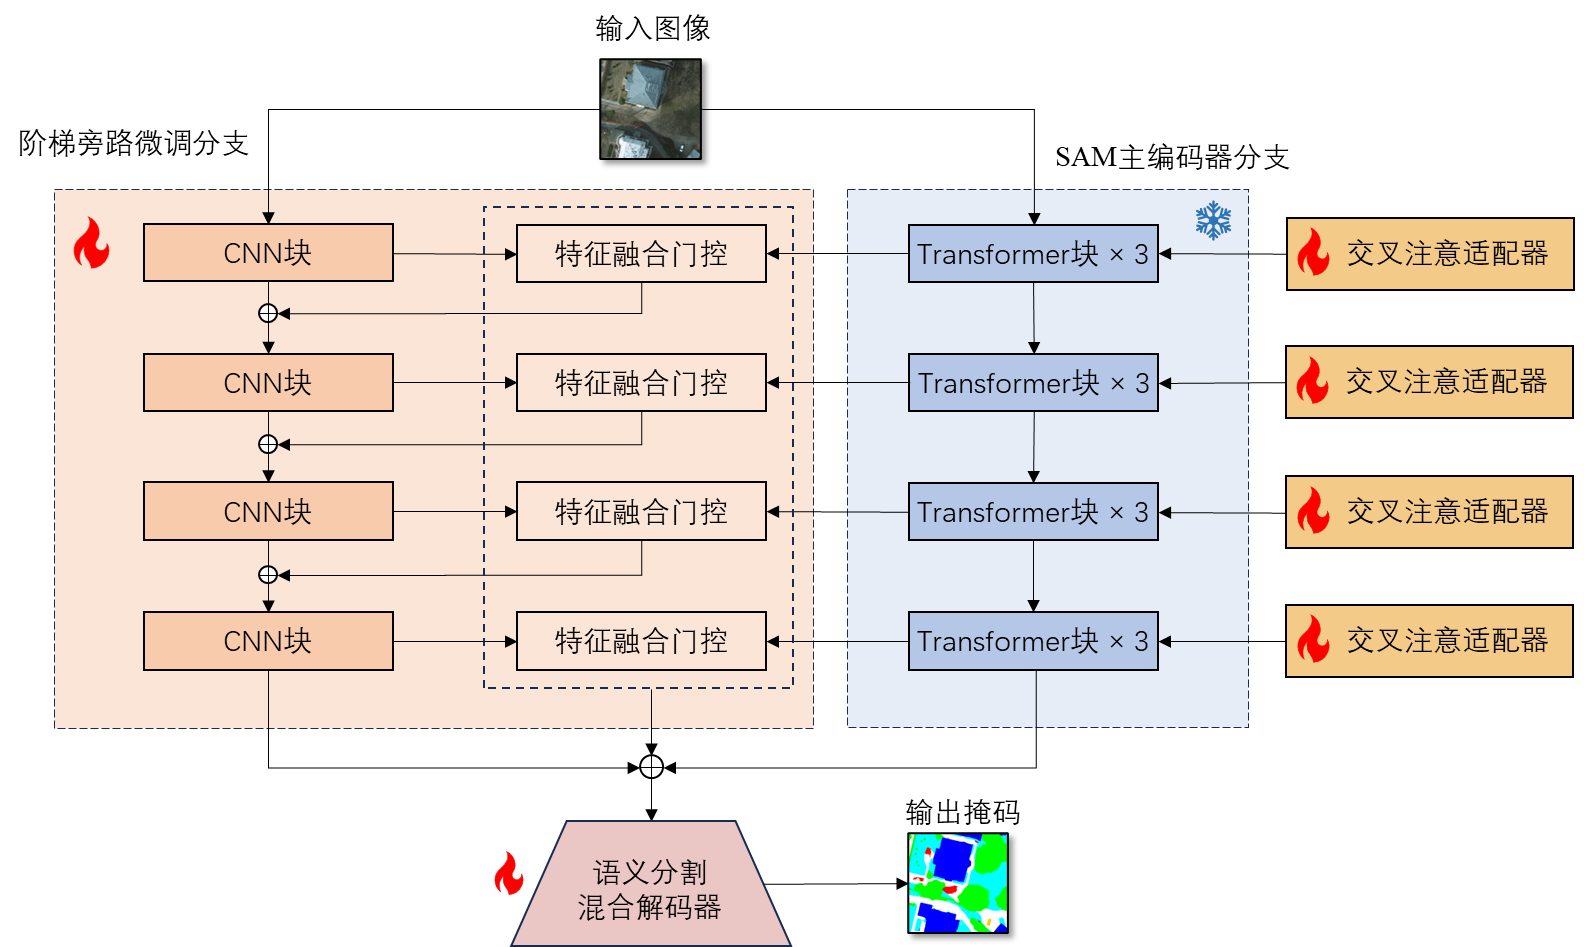 输入图像
阶梯旁路微调分支
SAM主编码器分支
CNN块
特征融合门控
Transformer块 × 3
交叉注意适配器
CNN块
特征融合门控
Transformer块 × 3
交叉注意适配器
CNN块
特征融合门控
Transformer块 × 3
交叉注意适配器
CNN块
特征融合门控
Transformer块 × 3
交叉注意适配器
语义分割
混合解码器
输出掩码